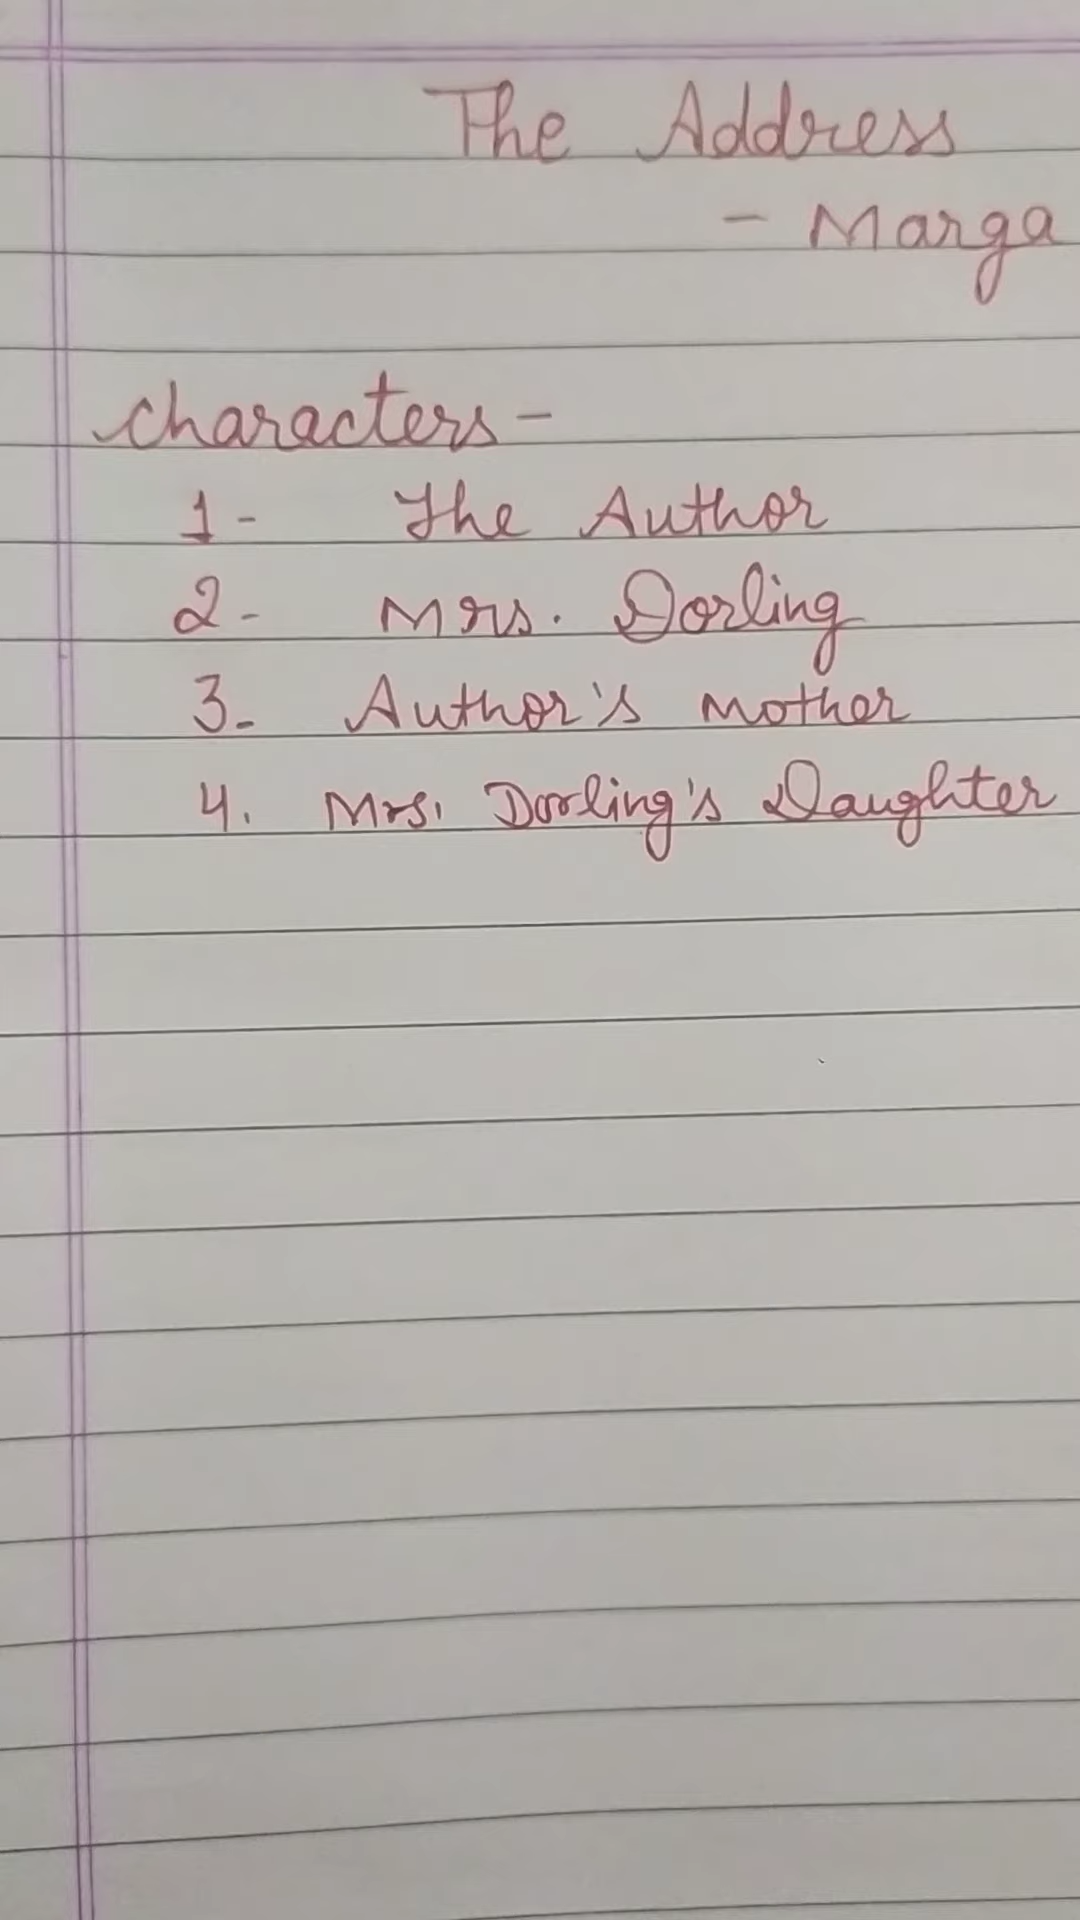 The Address
- Marga
Characters -
1- The Author
2- Mrs. Dorling
3- Author's Mother
4. Mrs. Dorling's Daughter